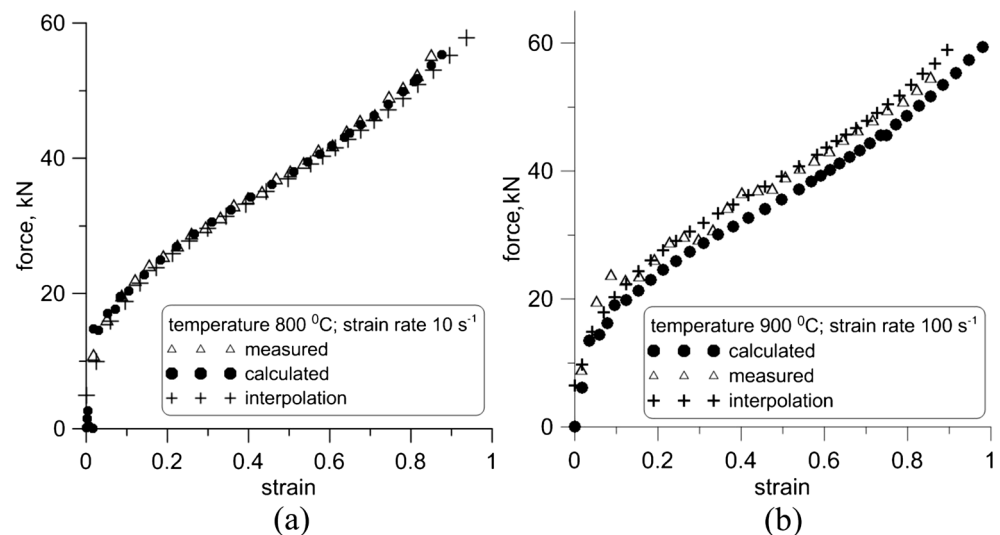 60
40
20
0
force, kN
temperature 800 ⁰C; strain rate 10 s⁻¹
measured
calculated
interpolation
0 0.2 0.4 0.6 0.8 1
strain
(a)
60
40
20
0
force,kN
temperature 900 ⁰C; strain rate 100 s⁻¹
calculated
measured
interpolation
0 0.2 0.4 0.6 0.8 1
strain
(b)